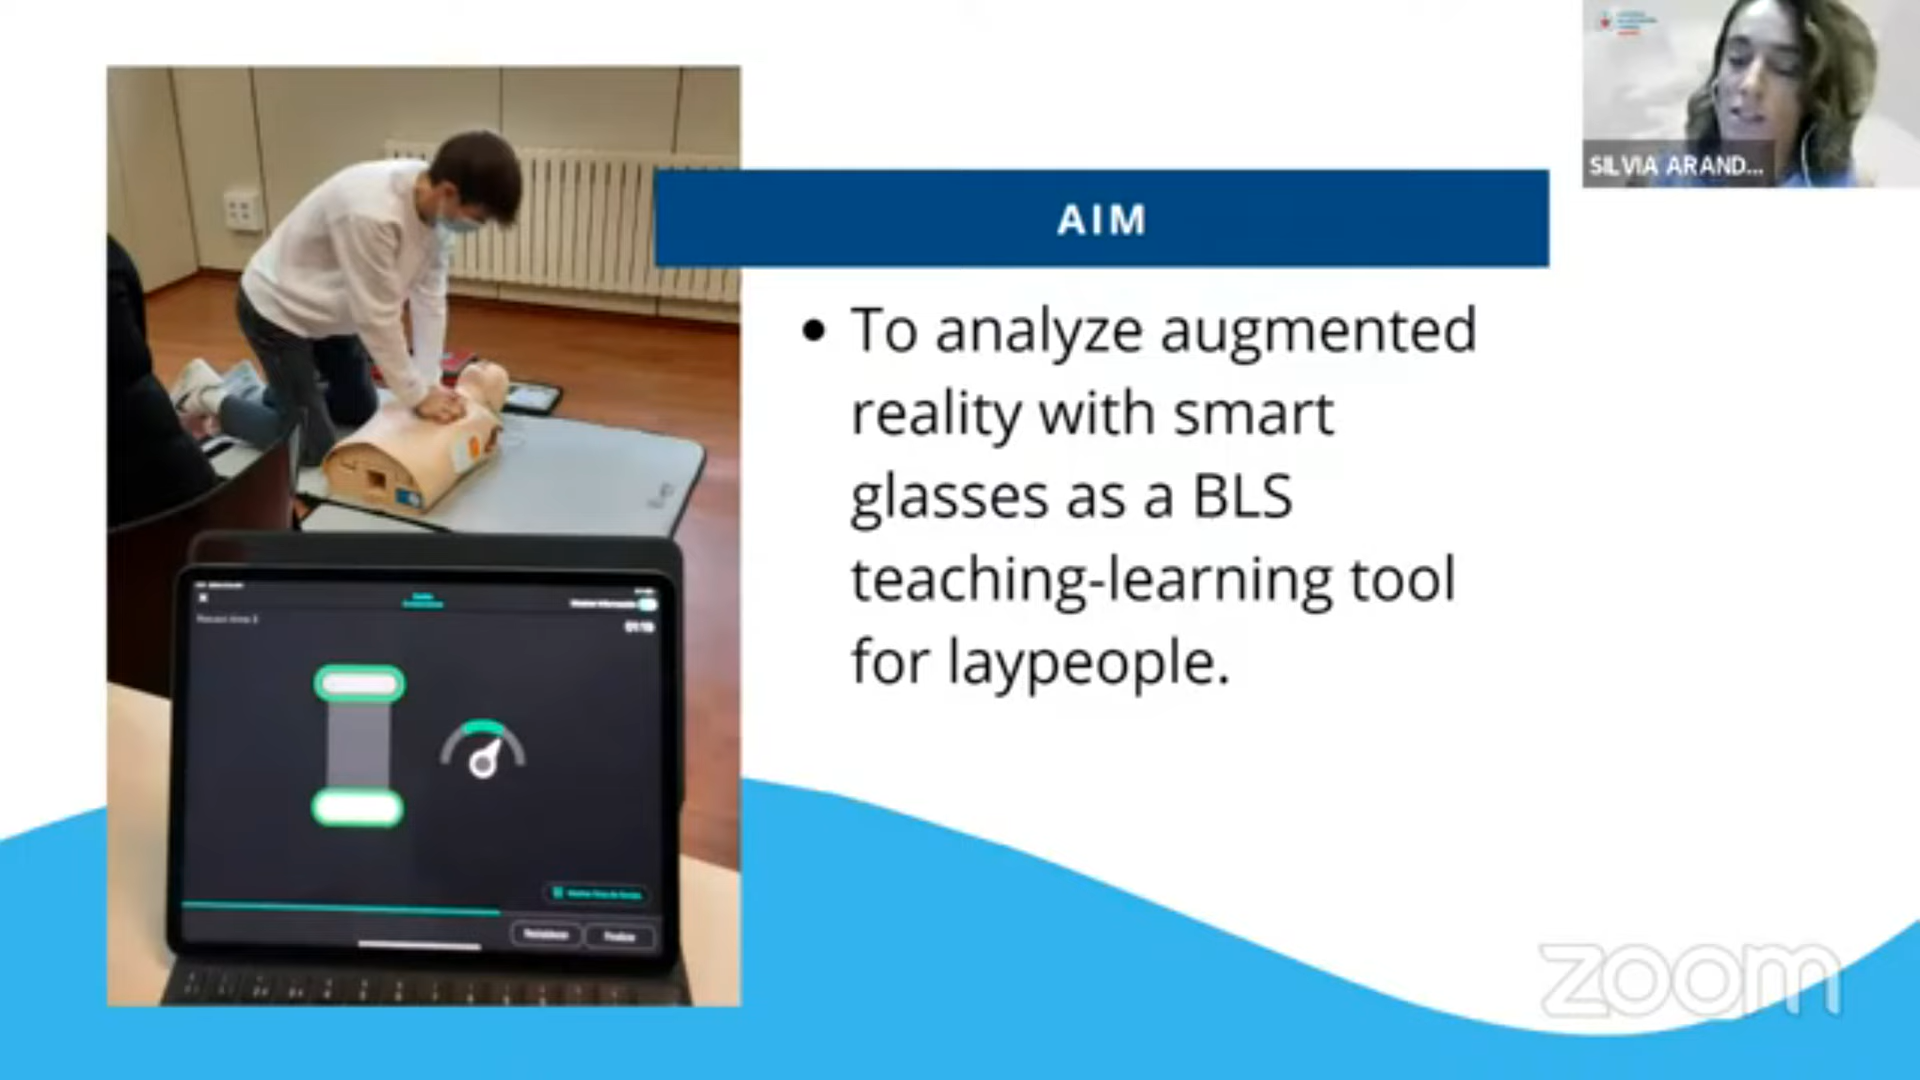 SILVIA ARAND...
AIM
• To analyze augmented
reality with smart
glasses as a BLS
teaching-learning tool
for laypeople.
zoom